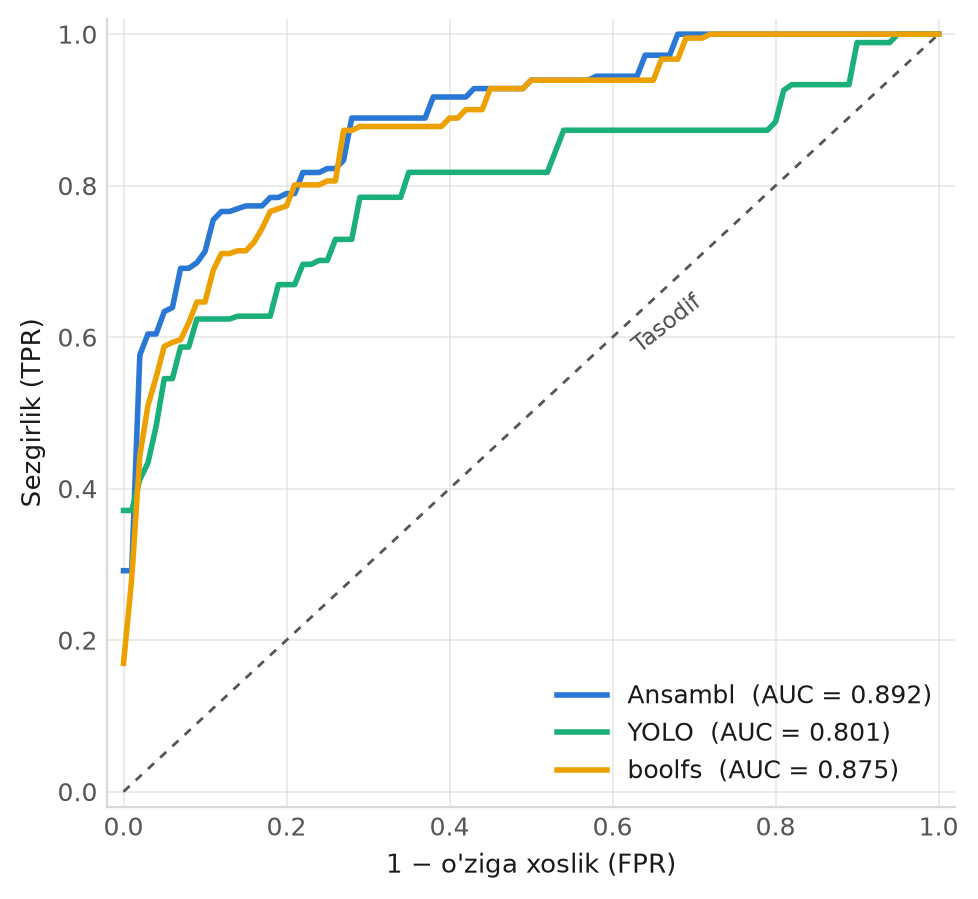 1.0
0.8
0.6
0.4
0.2
0.0
Sezgirlik (TPR)
Tasodif
Ansambl (AUC = 0.892)
YOLO (AUC = 0.801)
boolfs (AUC = 0.875)
0.0 0.2 0.4 0.6 0.8 1.0
1 − o'ziga xoslik (FPR)